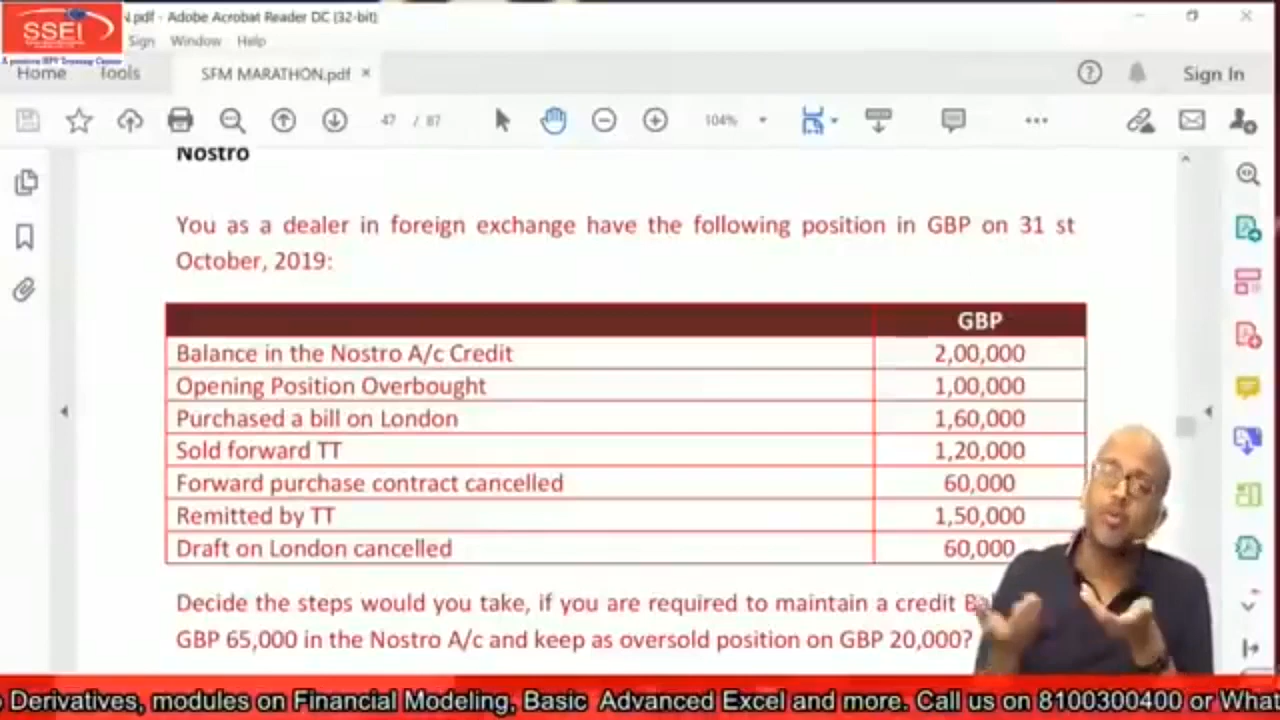 SSEI
A positive BPT Training Center
.pdf - Adobe Acrobat Reader DC (32-bit)
Sign Window Help
Home Tools SFM MARATHON.pdf × Sign In
47 / 87 104%
Nostro
You as a dealer in foreign exchange have the following position in GBP on 31 st
October, 2019:
GBP
Balance in the Nostro A/c Credit 2,00,000
Opening Position Overbought 1,00,000
Purchased a bill on London 1,60,000
Sold forward TT 1,20,000
Forward purchase contract cancelled 60,000
Remitted by TT 1,50,000
Draft on London cancelled 60,000
Decide the steps would you take, if you are required to maintain a credit
GBP 65,000 in the Nostro A/c and keep as oversold position on GBP 20,000?
Derivatives, modules on Financial Modeling, Basic Advanced Excel and more. Call us on 8100300400 or What